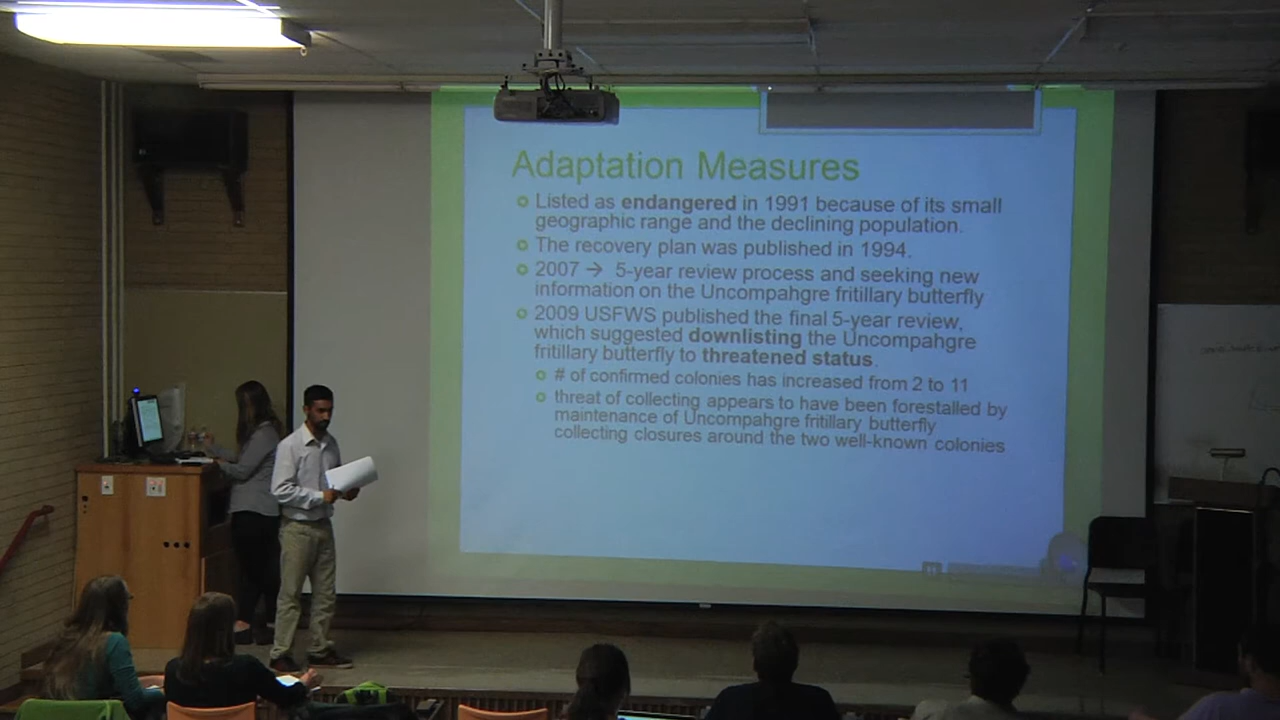 Adaptation Measures
Listed as endangered in 1991 because of its small
geographic range and the declining population.
The recovery plan was published in 1994.
2007 → 5-year review process and seeking new
information on the Uncompahgre fritillary butterfly
2009 USFWS published the final 5-year review,
which suggested downlisting the Uncompahgre
fritillary butterfly to threatened status.
# of confirmed colonies has increased from 2 to 11
threat of collecting appears to have been forestalled by
maintenance of Uncompahgre fritillary butterfly
collecting closures around the two well-known colonies